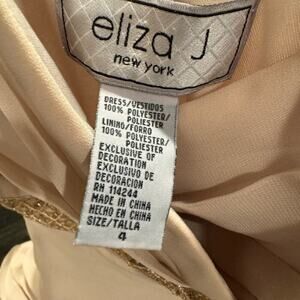 eliza J
new york
DRESS/VESTIDOS
100% POLYESTER/
POLIESTER
LINING/FORRO
100% POLYESTER/
POLIESTER
EXCLUSIVE OF
DECORATION
EXCLUSIVO DE
DECORACION
RN 114244
MADE IN CHINA
HECHO EN CHINA
SIZE/TALLA
4